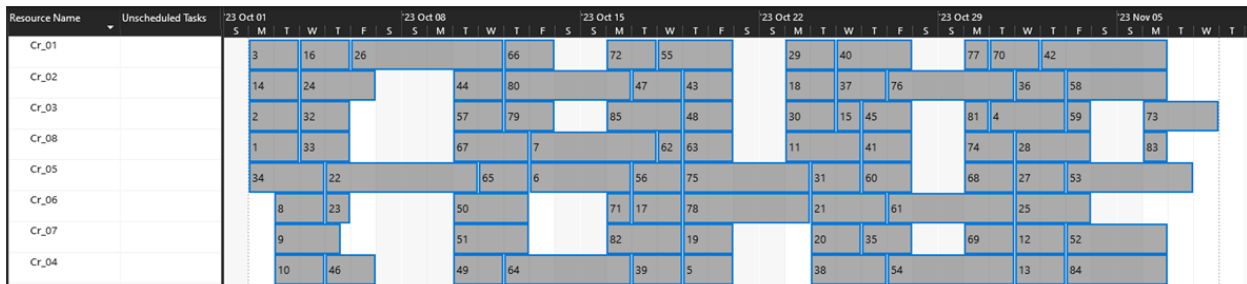 Resource Name Unscheduled Tasks '23 Oct 01 '23 Oct 08 '23 Oct 15 '23 Oct 22 '23 Oct 29 '23 Nov 05
S M T W T F S S M T W T F S S M T W T F S S M T W T F S S M T W T F S S M T W T
Cr_01 3 16 26 66 72 55 29 40 77 70 42
Cr_02 14 24 44 80 47 43 18 37 76 36 58
Cr_03 2 32 57 79 85 48 30 15 45 81 4 59 73
Cr_08 1 33 67 7 62 63 11 41 74 28 83
Cr_05 34 22 65 6 56 75 31 60 68 27 53
Cr_06 8 23 50 71 17 78 21 61 25
Cr_07 9 51 82 19 20 35 69 12 52
Cr_04 10 46 49 64 39 5 38 54 13 84